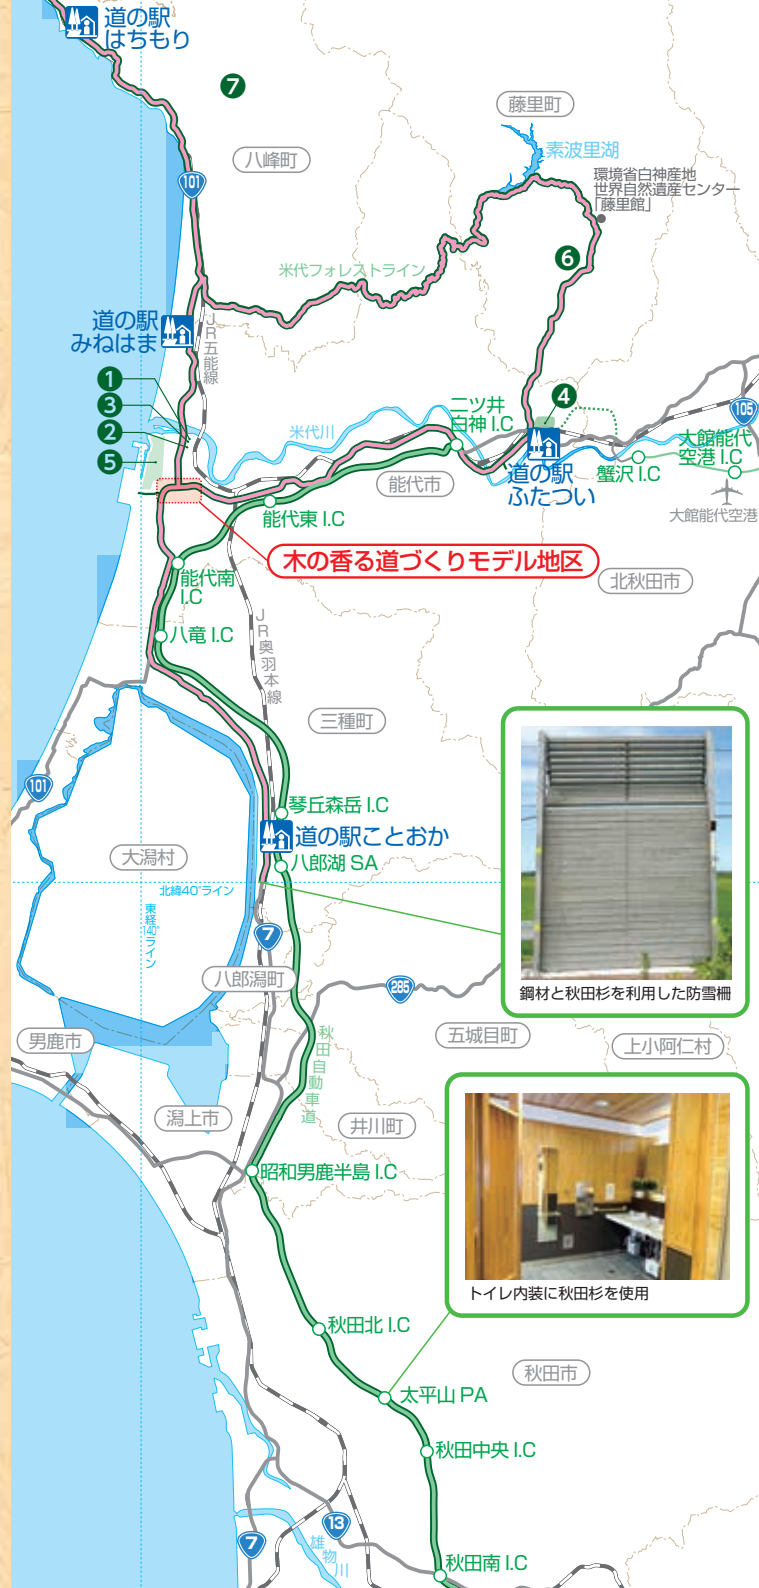 道の駅
はちもり
❼
藤里町
素波里湖
八峰町
環境省白神産地
世界自然遺産センター
「藤里館」
101
❻
米代フォレストライン
道の駅
みねはま
JR五能線
❶
❸
❷
❺
❹
二ツ井
白神 I.C
105
米代川
大館能代
空港 I.C
道の駅
ふたつい
蟹沢 I.C
能代市
大館能代空港
能代東 I.C
木の香る道づくりモデル地区
能代南
I.C
北秋田市
八竜 I.C
JR奥羽本線
三種町
101
琴丘森岳 I.C
道の駅ことおか
大潟村
八郎湖 SA
北緯40°ライン
東経140°ライン
7
八郎潟町
285
鋼材と秋田杉を利用した防雪柵
男鹿市
五城目町
上小阿仁村
秋田自動車道
潟上市
井川町
昭和男鹿半島 I.C
トイレ内装に秋田杉を使用
秋田北 I.C
秋田市
太平山 PA
秋田中央 I.C
13
7
雄物川
秋田南 I.C